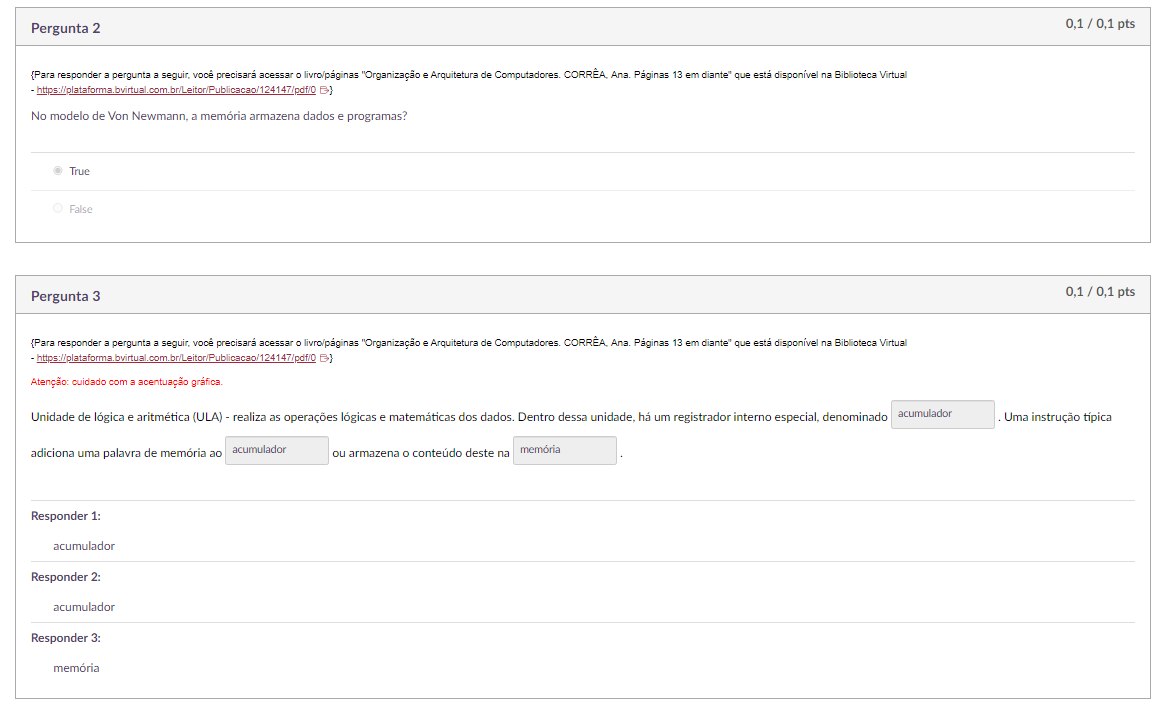 Pergunta 2
0,1 / 0,1 pts
{Para responder a pergunta a seguir, você precisará acessar o livro/páginas "Organização e Arquitetura de Computadores. CORRÊA, Ana. Páginas 13 em diante" que está disponível na Biblioteca Virtual
- https://plataforma.bvirtual.com.br/Leitor/Publicacao/124147/pdf/0 }
No modelo de Von Newmann, a memória armazena dados e programas?
True
False
Pergunta 3
0,1 / 0,1 pts
{Para responder a pergunta a seguir, você precisará acessar o livro/páginas "Organização e Arquitetura de Computadores. CORRÊA, Ana. Páginas 13 em diante" que está disponível na Biblioteca Virtual
- https://plataforma.bvirtual.com.br/Leitor/Publicacao/124147/pdf/0 }
Atenção: cuidado com a acentuação gráfica.
Unidade de lógica e aritmética (ULA) - realiza as operações lógicas e matemáticas dos dados. Dentro dessa unidade, há um registrador interno especial, denominado acumulador . Uma instrução típica
adiciona uma palavra de memória ao acumulador ou armazena o conteúdo deste na memória .
Responder 1:
acumulador
Responder 2:
acumulador
Responder 3:
memória